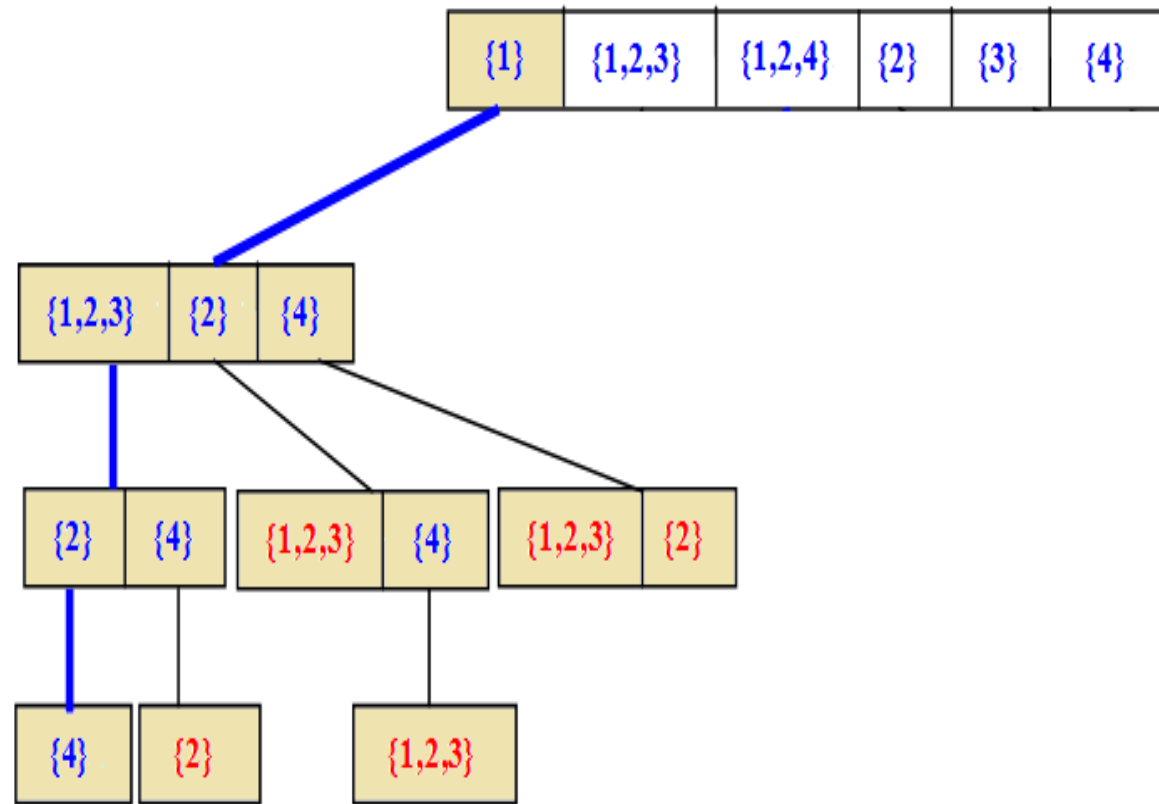 {1} {1,2,3} {1,2,4} {2} {3} {4}
{1,2,3} {2} {4}
{2} {4} {1,2,3} {4} {1,2,3} {2}
{4} {2} {1,2,3}